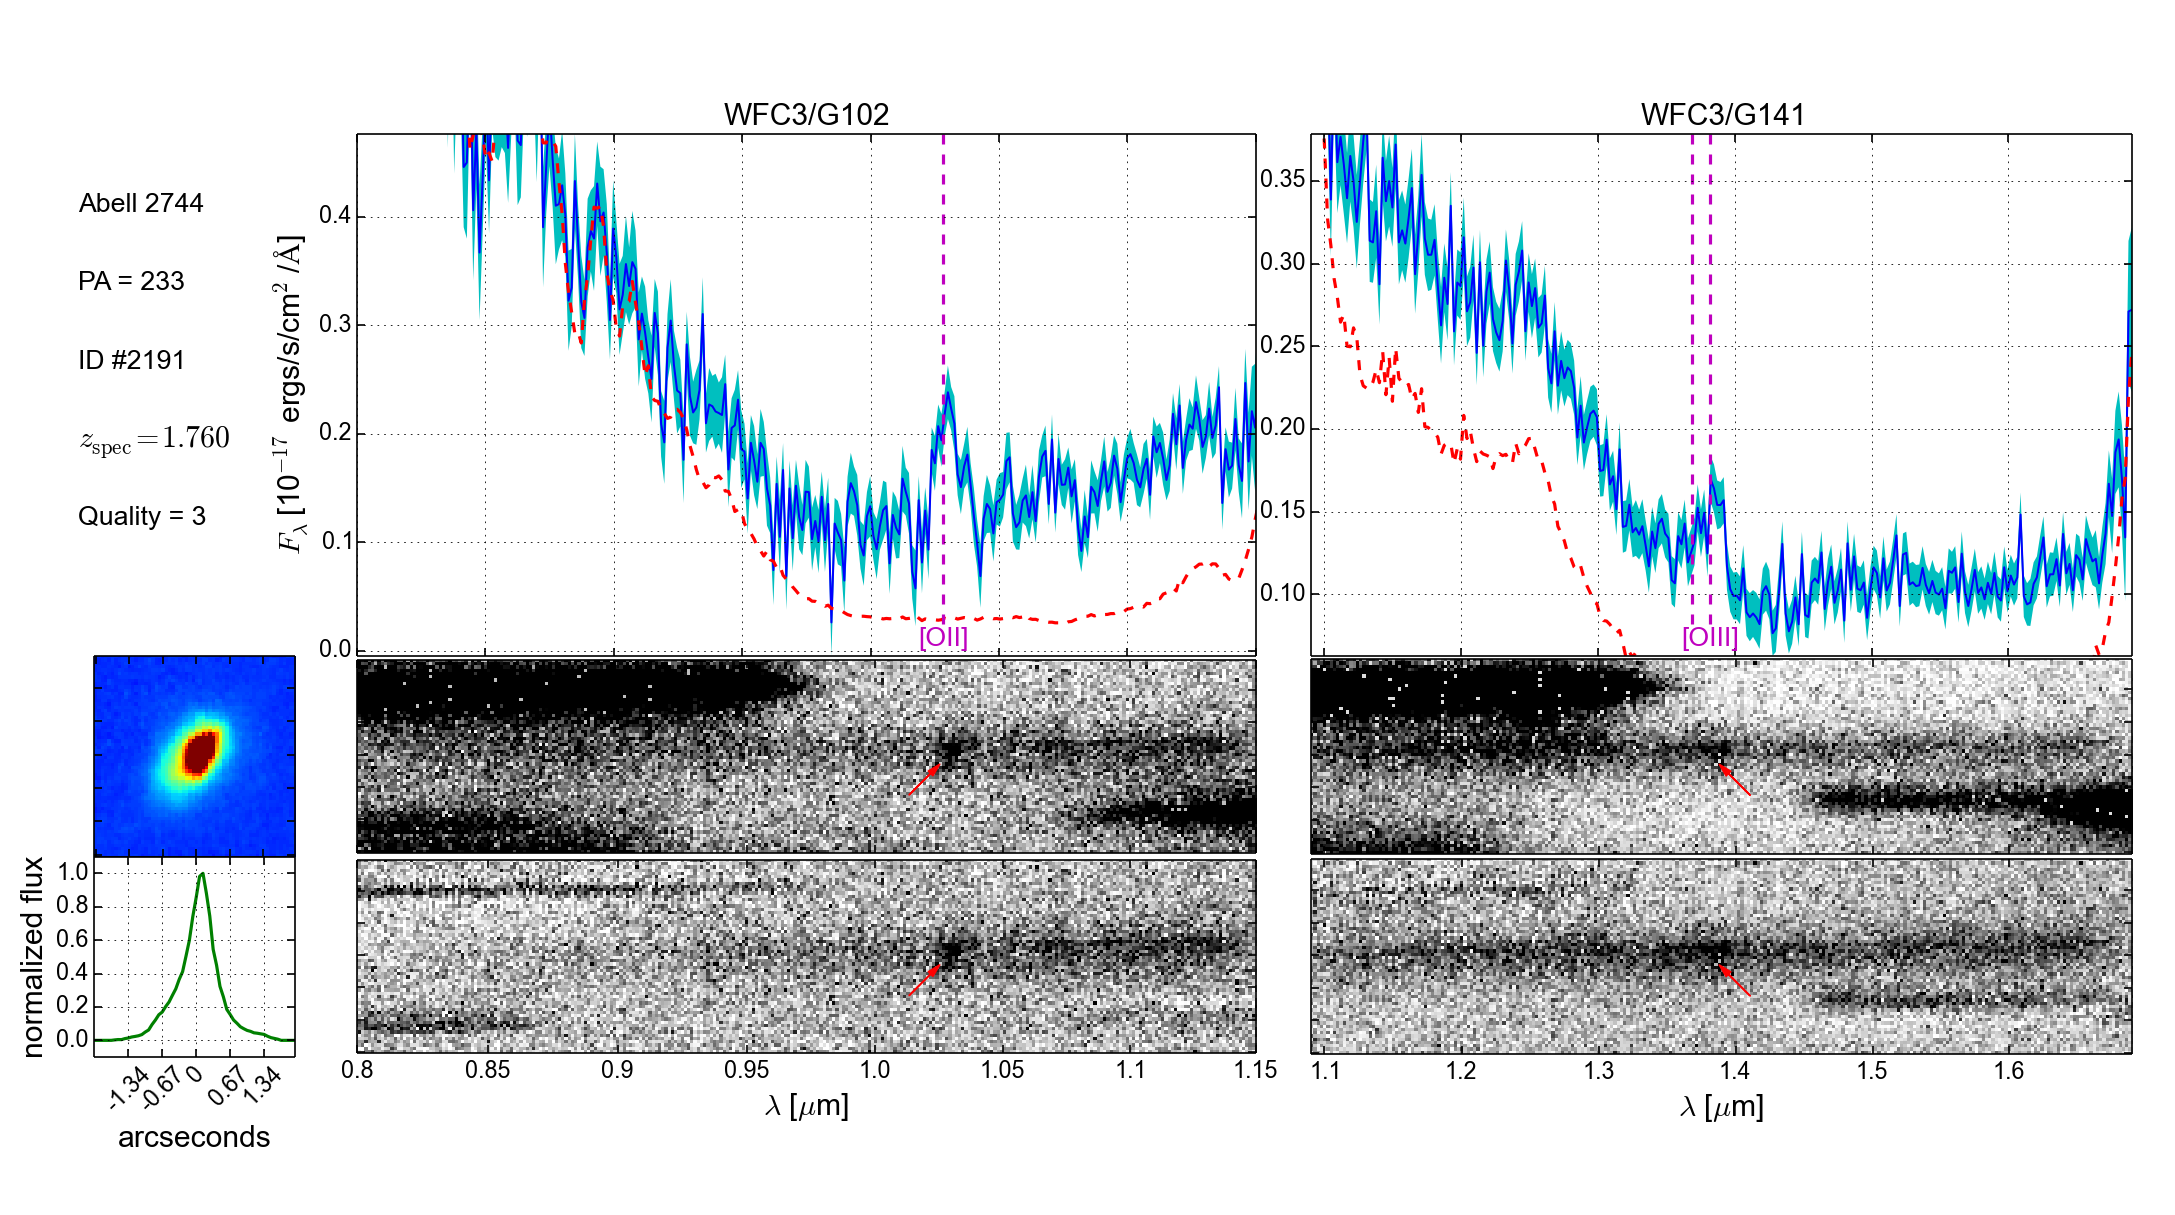 WFC3/G102
WFC3/G141
Abell 2744
PA = 233
ID #2191
z_spec = 1.760
Quality = 3
F_λ [10^−17 ergs/s/cm^2 /Å]
0.4
0.3
0.2
0.1
0.0
[OII]
0.35
0.30
0.25
0.20
0.15
0.10
[OIII]
normalized flux
1.0
0.8
0.6
0.4
0.2
0.0
-1.34 -0.67 0 0.67 1.34
arcseconds
0.8 0.85 0.9 0.95 1.0 1.05 1.1 1.15
λ [μm]
1.1 1.2 1.3 1.4 1.5 1.6
λ [μm]